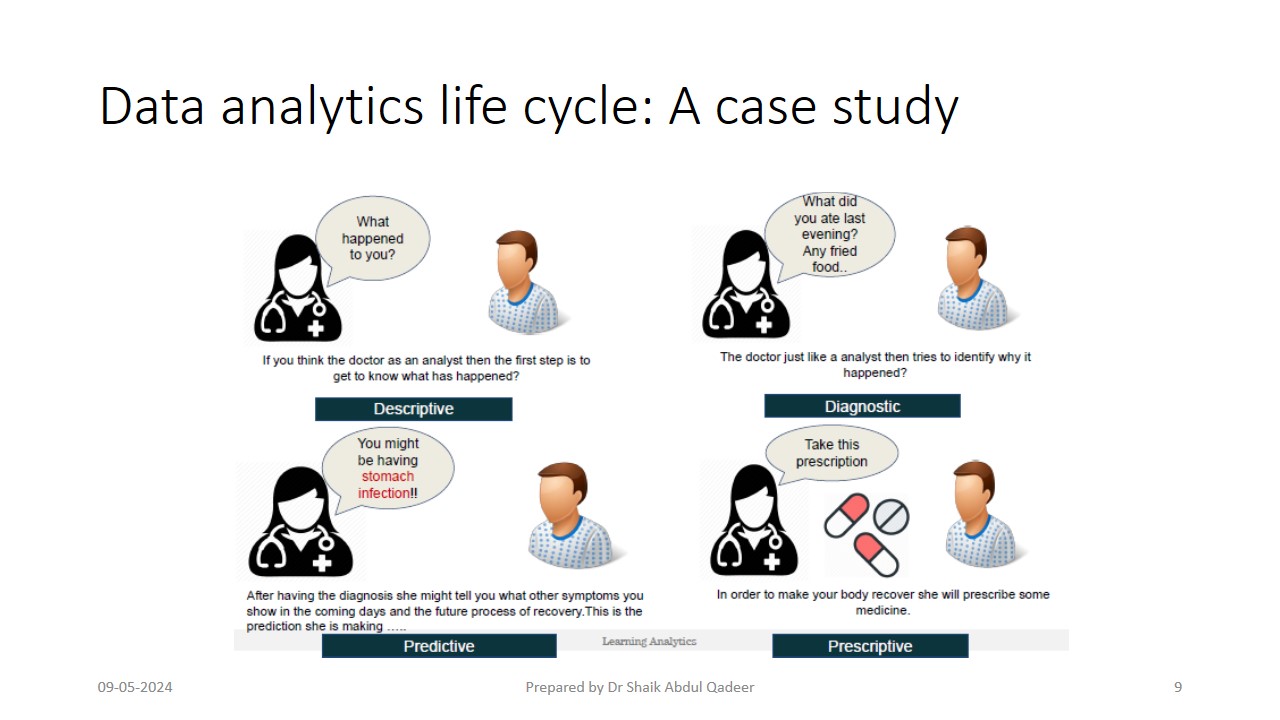 Data analytics life cycle: A case study
What
happened
to you?
If you think the doctor as an analyst then the first step is to
get to know what has happened?
Descriptive
What did
you ate last
evening?
Any fried
food..
The doctor just like a analyst then tries to identify why it
happened?
Diagnostic
You might
be having
stomach
infection!!
After having the diagnosis she might tell you what other symptoms you
show in the coming days and the future process of recovery.This is the
prediction she is making …..
Predictive
Take this
prescription
In order to make your body recover she will prescribe some
medicine.
Learning Analytics
Prescriptive
09-05-2024
Prepared by Dr Shaik Abdul Qadeer
9